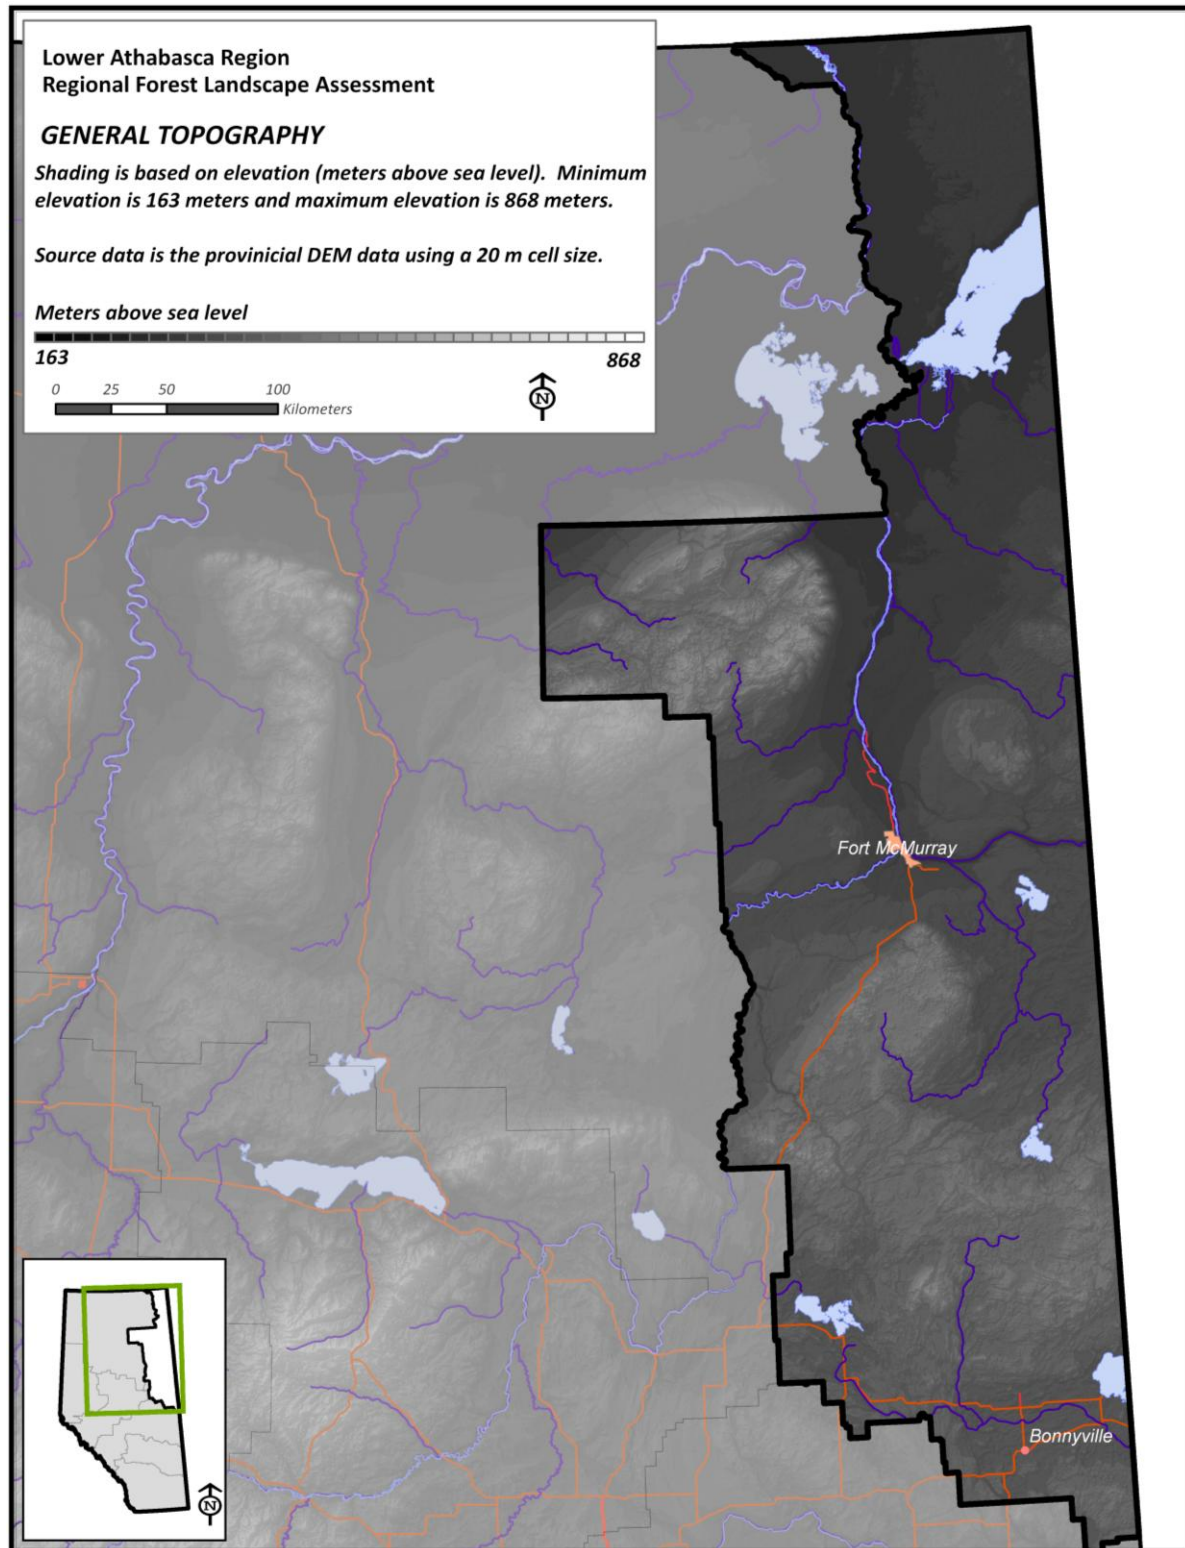 Lower Athabasca Region
Regional Forest Landscape Assessment
GENERAL TOPOGRAPHY
Shading is based on elevation (meters above sea level). Minimum
elevation is 163 meters and maximum elevation is 868 meters.
Source data is the provinicial DEM data using a 20 m cell size.
Meters above sea level
163 868
0 25 50 100
Kilometers
N
Fort McMurray
Bonnyville
N